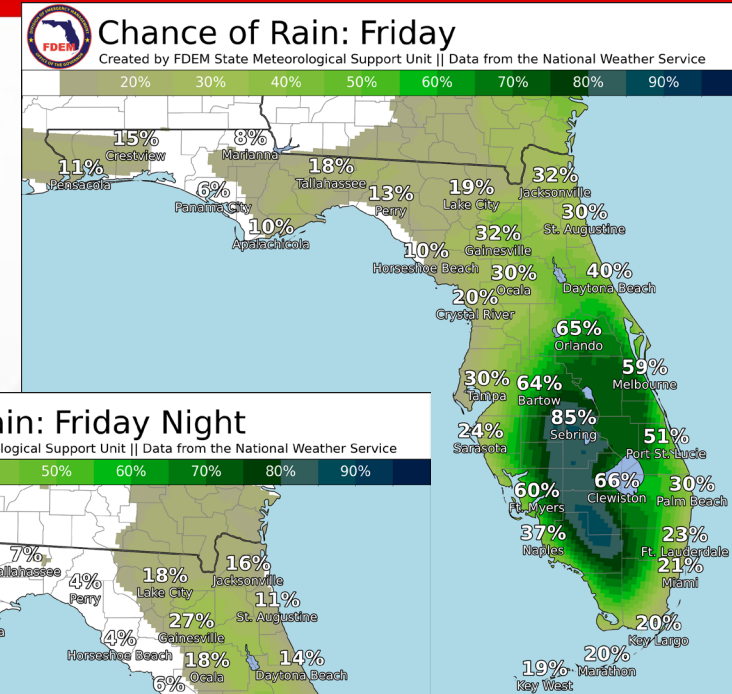 FDEM
Chance of Rain: Friday
Created by FDEM State Meteorological Support Unit || Data from the National Weather Service
20% 30% 40% 50% 60% 70% 80% 90%
15%
Crestview
8%
Marianna
11%
Pensacola
18%
Tallahassee
6%
Panama City
13%
Perry
19%
Lake City
32%
Jacksonville
10%
Apalachicola
30%
St. Augustine
32%
Gainesville
10%
Horseshoe Beach
30%
Ocala
40%
Daytona Beach
20%
Crystal River
65%
Orlando
59%
Melbourne
30%
Tampa
64%
Bartow
85%
Sebring
24%
Sarasota
51%
Port St. Lucie
66%
Clewiston
30%
Palm Beach
60%
Ft. Myers
37%
Naples
23%
Ft. Lauderdale
21%
Miami
20%
Key Largo
20%
Marathon
19%
Key West
in: Friday Night
logical Support Unit || Data from the National Weather Service
50% 60% 70% 80% 90%
7%
allahassee
4%
Perry
18%
Lake City
16%
Jacksonville
11%
St. Augustine
27%
Gainesville
4%
Horseshoe Beach
18%
Ocala
14%
Daytona Beach
6%